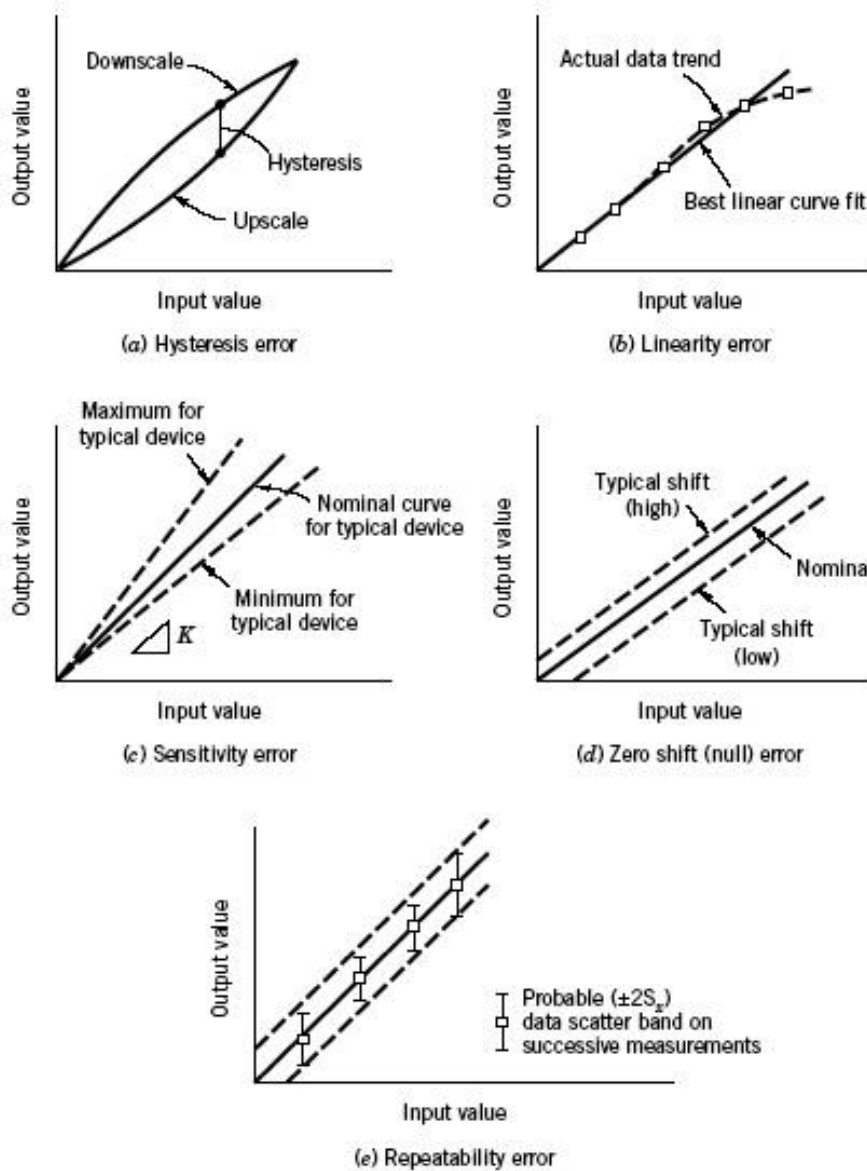 Output value
Downscale
Hysteresis
Upscale
Input value
(a) Hysteresis error
Output value
Actual data trend
Best linear curve fit
Input value
(b) Linearity error
Output value
Maximum for
typical device
Nominal curve
for typical device
Minimum for
typical device
K
Input value
(c) Sensitivity error
Output value
Typical shift
(high)
Nomina
Typical shift
(low)
Input value
(d) Zero shift (null) error
Output value
Probable (±2Sx)
data scatter band on
successive measurements
Input value
(e) Repeatability error